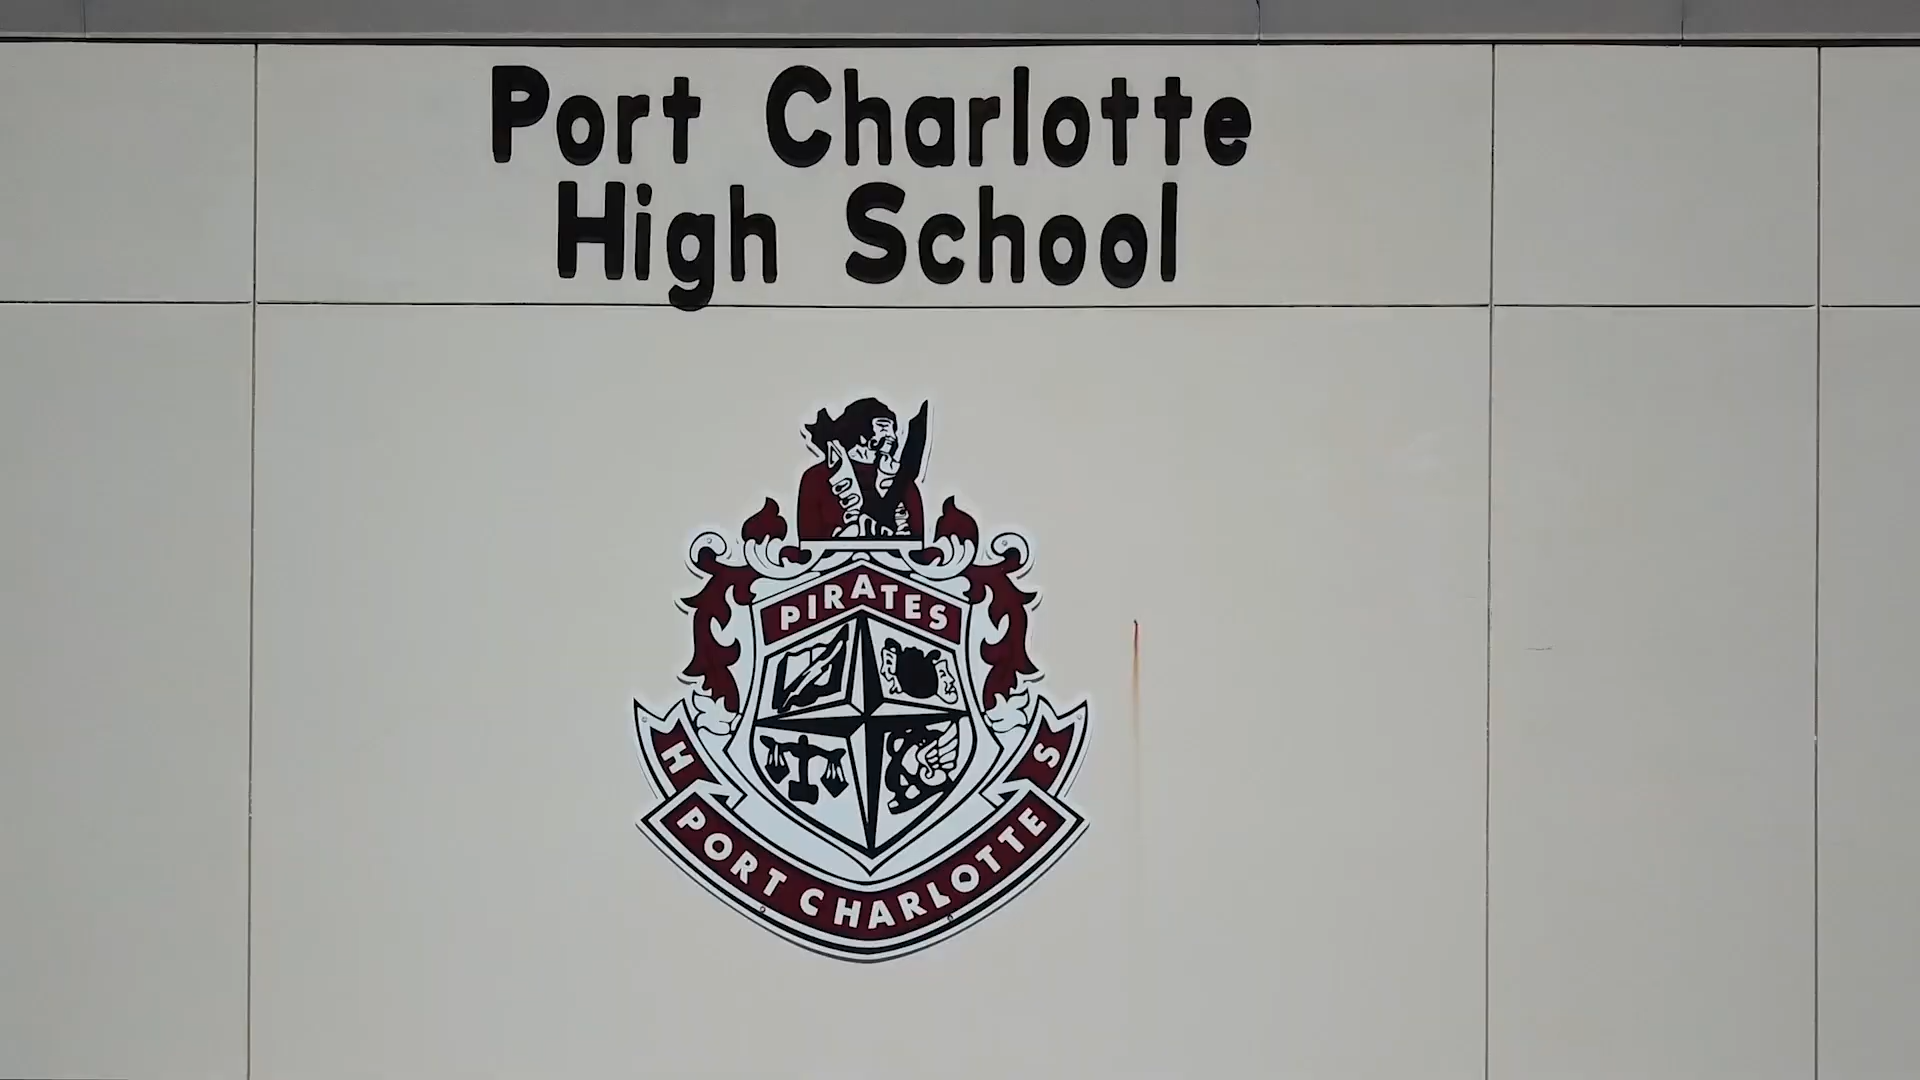 Port Charlotte
High School
PIRATES
H S
PORT CHARLOTTE